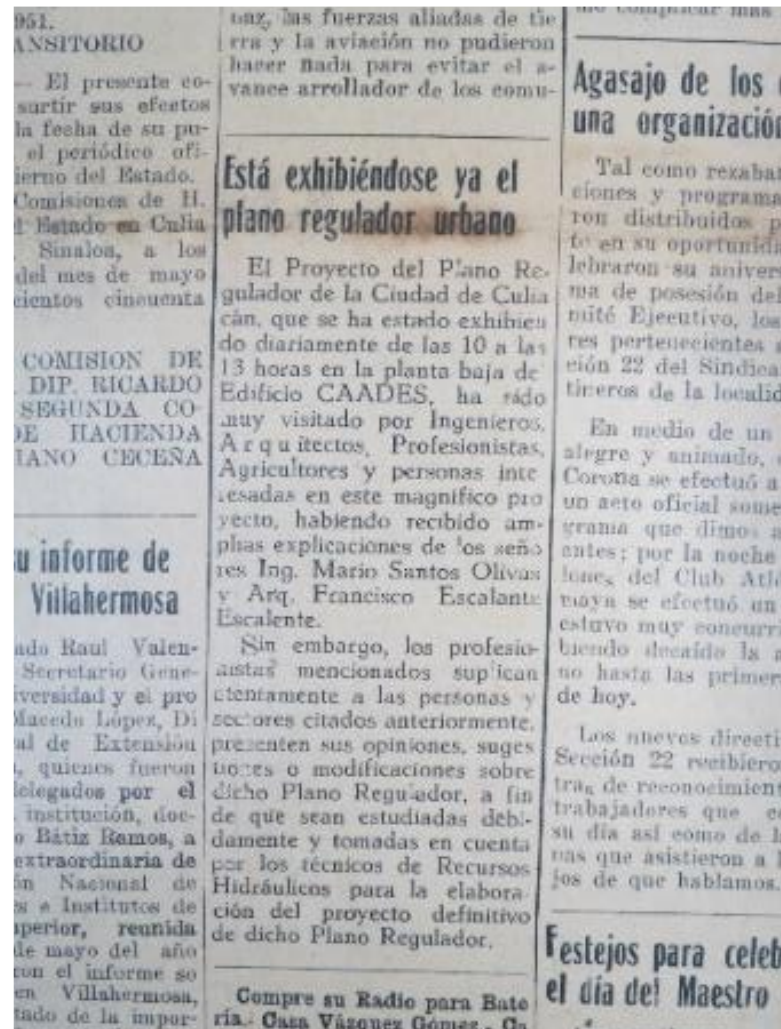 951.
ANSITORIO
— El presente co-
surtir sus efectos
la fecha de su pu-
el periódico ofi-
ierno del Estado.
Comisiones de H.
l Estado en Culia
Sinaloa, a los
del mes de mayo
cientos cincuenta
COMISION DE
DIP. RICARDO
SEGUNDA CO-
DE HACIENDA
IANO CECEÑA
su informe de
Villahermosa
ado Raul Valen-
Secretario Gene-
versidad y el pro
Macedo López, Di
al de Extensión
, quienes fueron
delegados por el
institución, doc-
o Bátiz Ramos, a
extraordinaria de
ón Nacional de
s e Institutos de
uperior, reunida
de mayo del año
ron el informe so
en Villahermosa,
tado de la impor-
naz, las fuerzas aliadas de tie
rra y la aviación no pudieron
hacer nada para evitar el a-
vance arrollador de los comu-
Está exhibiéndose ya el
plano regulador urbano
El Proyecto del Plano Re-
gulador de la Ciudad de Culia
cán, que se ha estado exhibien
do diariamente de las 10 a las
13 horas en la planta baja de
Edificio CAADES, ha sido
muy visitado por Ingenieros,
Arquitectos, Profesionistas,
Agricultores y personas inte
resadas en este magnífico pro
yecto, habiendo recibido am-
plias explicaciones de los seño
res Ing. Mario Santos Olivas
y Arq. Francisco Escalante
Escalente.
Sin embargo, los profesio-
nistas mencionados suplican
atentamente a las personas y
sectores citados anteriormente,
presenten sus opiniones, suges
tiones o modificaciones sobre
dicho Plano Regulador, a fin
de que sean estudiadas debi-
damente y tomadas en cuenta
por los técnicos de Recursos
Hidráulicos para la elabora
ción del proyecto definitivo
de dicho Plano Regulador.
Compre su Radio para Bate
ría.- Casa Vázquez Gómez.- Ca
mo complicar más
Agasajo de los
una organización
Tal como rezaba
ciones y programa
ron distribuidos p
te en su oportunida
lebraron su anivers
ma de posesión del
mité Ejecutivo, los
res pertenecientes
ción 22 del Sindica
tineros de la localid
En medio de un
alegre y animado,
Corona se efectuó a
un acto oficial some
grama que dimos a
antes; por la noche
lones del Club Atl
maya se efectuó un
estuvo muy concurri
biendo decaído la a
no hasta las primer
de hoy.
Los nuevos directi
Sección 22 recibiero
tras de reconocimient
trabajadores que
su día así como de l
nas que asistieron a l
jos de que hablamos.
Festejos para celeb
el día del Maestro